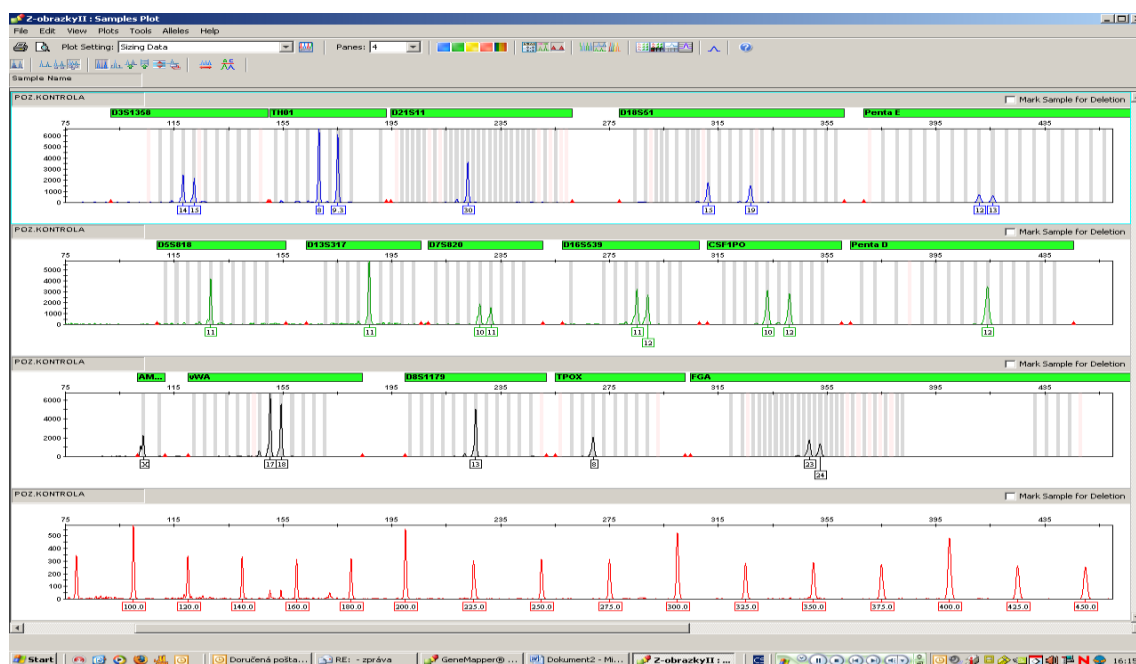 Z-obrazkyII : Samples Plot
File Edit View Plots Tools Alleles Help
Plot Setting: Sizing Data Panes: 4
Sample Name
POZ.KONTROLA Mark Sample for Deletion
D3S1358 TH01 D21S11 D18S51 Penta E
75 115 155 195 235 275 315 355 395 435
6000
5000
4000
3000
2000
1000
0
14 15 8 9.3 30 15 19 12 13
POZ.KONTROLA Mark Sample for Deletion
D5S818 D13S317 D7S820 D16S539 CSF1PO Penta D
75 115 155 195 235 275 315 355 395 435
5000
4000
3000
2000
1000
0
11 11 10 11 11 10 12 12
12
POZ.KONTROLA Mark Sample for Deletion
AM... vWA D8S1179 TPOX FGA
75 115 155 195 235 275 315 355 395 435
6000
4000
2000
0
X 17 18 13 8 23
24
POZ.KONTROLA Mark Sample for Deletion
75 115 155 195 235 275 315 355 395 435
500
400
300
200
100
0
100.0 120.0 140.0 160.0 180.0 200.0 225.0 250.0 275.0 300.0 325.0 350.0 375.0 400.0 425.0 450.0
Start Doručená pošta... RE: - zpráva GeneMapper® ... Dokument2 - Mi... Z-obrazkyII : ...